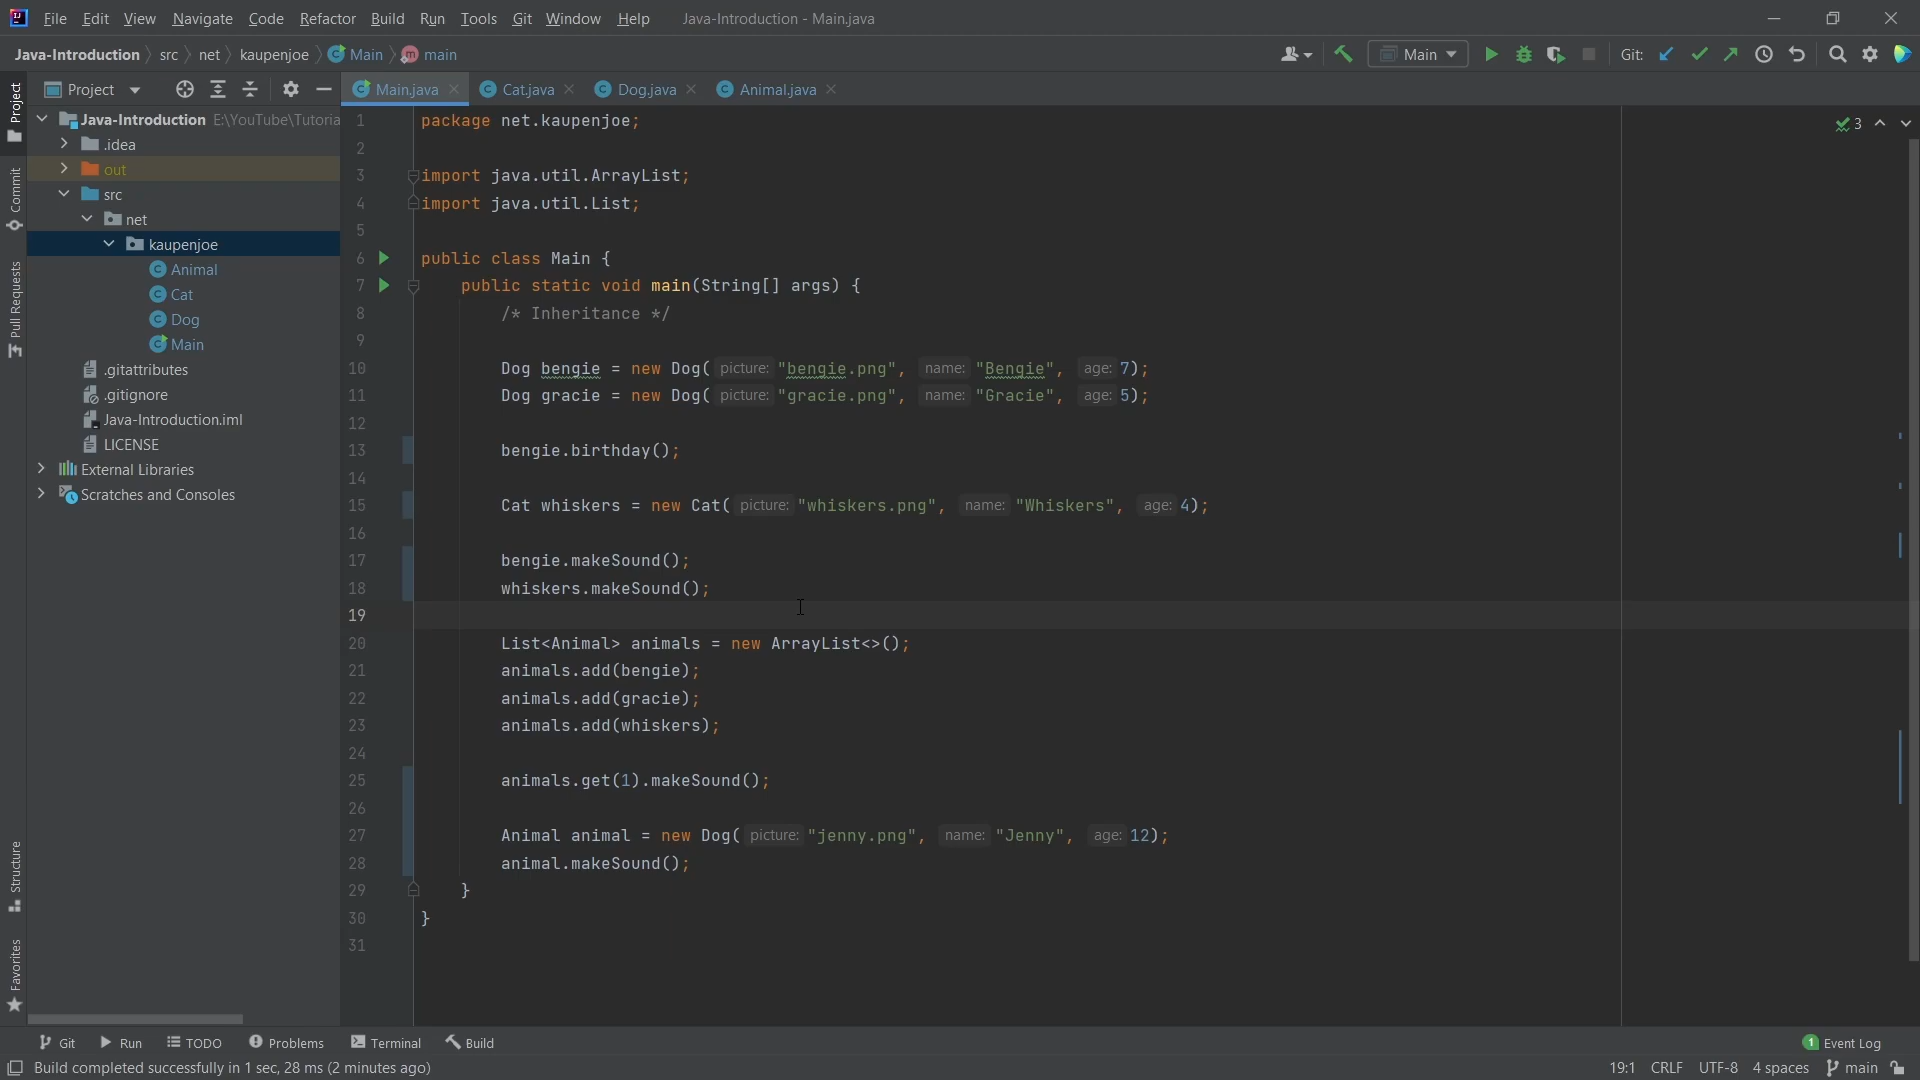 File Edit View Navigate Code Refactor Build Run Tools Git Window Help Java-Introduction - Main.java
Java-Introduction src net kaupenjoe Main main Main Git:
Project Main.java Cat.java Dog.java Animal.java
Project
Commit
Pull Requests
Structure
Favorites
Java-Introduction E:\YouTube\Tutoria
.idea
out
src
net
kaupenjoe
Animal
Cat
Dog
Main
.gitattributes
.gitignore
Java-Introduction.iml
LICENSE
External Libraries
Scratches and Consoles
3
1 package net.kaupenjoe;
2
3 import java.util.ArrayList;
4 import java.util.List;
5
6 public class Main {
7 public static void main(String[] args) {
8 /* Inheritance */
9
10 Dog bengie = new Dog( picture: "bengie.png", name: "Bengie", age: 7);
11 Dog gracie = new Dog( picture: "gracie.png", name: "Gracie", age: 5);
12
13 bengie.birthday();
14
15 Cat whiskers = new Cat( picture: "whiskers.png", name: "Whiskers", age: 4);
16
17 bengie.makeSound();
18 whiskers.makeSound();
19
20 List<Animal> animals = new ArrayList<>();
21 animals.add(bengie);
22 animals.add(gracie);
23 animals.add(whiskers);
24
25 animals.get(1).makeSound();
26
27 Animal animal = new Dog( picture: "jenny.png", name: "Jenny", age: 12);
28 animal.makeSound();
29 }
30 }
31
Git Run TODO Problems Terminal Build 1 Event Log
Build completed successfully in 1 sec, 28 ms (2 minutes ago) 19:1 CRLF UTF-8 4 spaces main